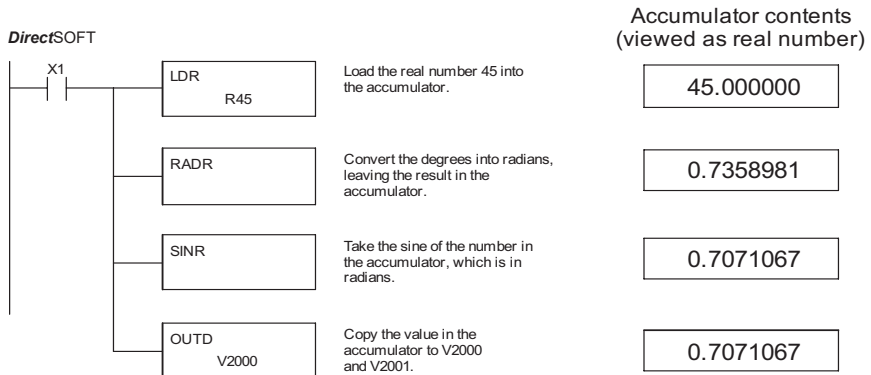 Accumulator contents
(viewed as real number)
DirectSOFT
X1
LDR
R45
Load the real number 45 into
the accumulator.
45.000000
RADR
Convert the degrees into radians,
leaving the result in the
accumulator.
0.7358981
SINR
Take the sine of the number in
the accumulator, which is in
radians.
0.7071067
OUTD
V2000
Copy the value in the
accumulator to V2000
and V2001.
0.7071067